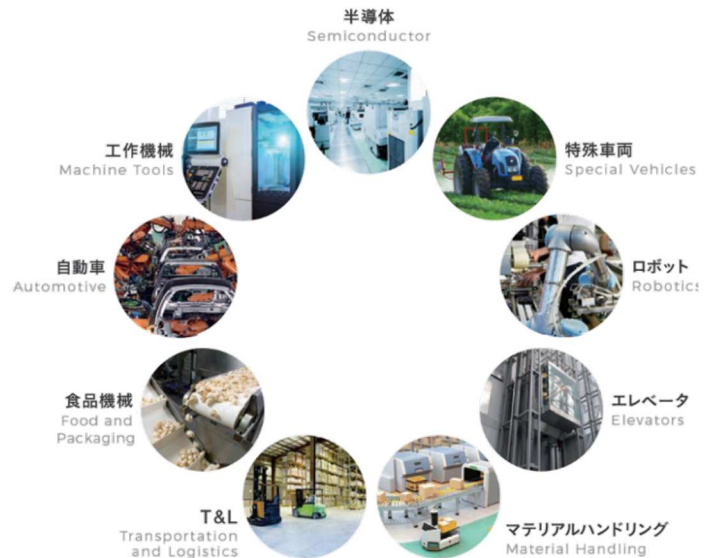 半導体
Semiconductor
特殊車両
Special Vehicles
ロボット
Robotics
エレベータ
Elevators
マテリアルハンドリング
Material Handling
T&L
Transportation
and Logistics
食品機械
Food and
Packaging
自動車
Automotive
工作機械
Machine Tools